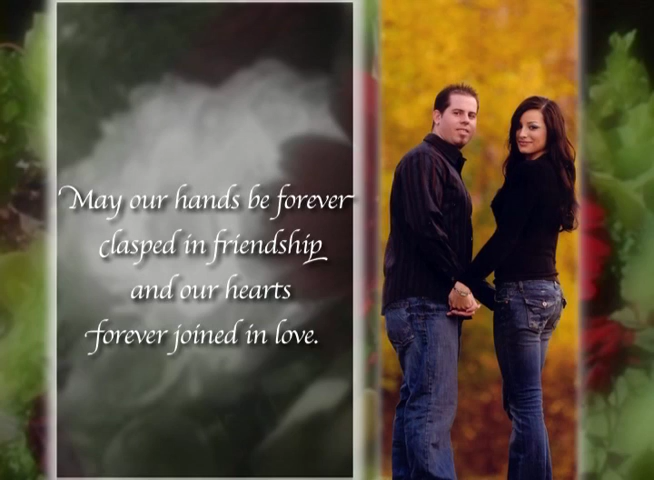 May our hands be forever
clasped in friendship
and our hearts
forever joined in love.